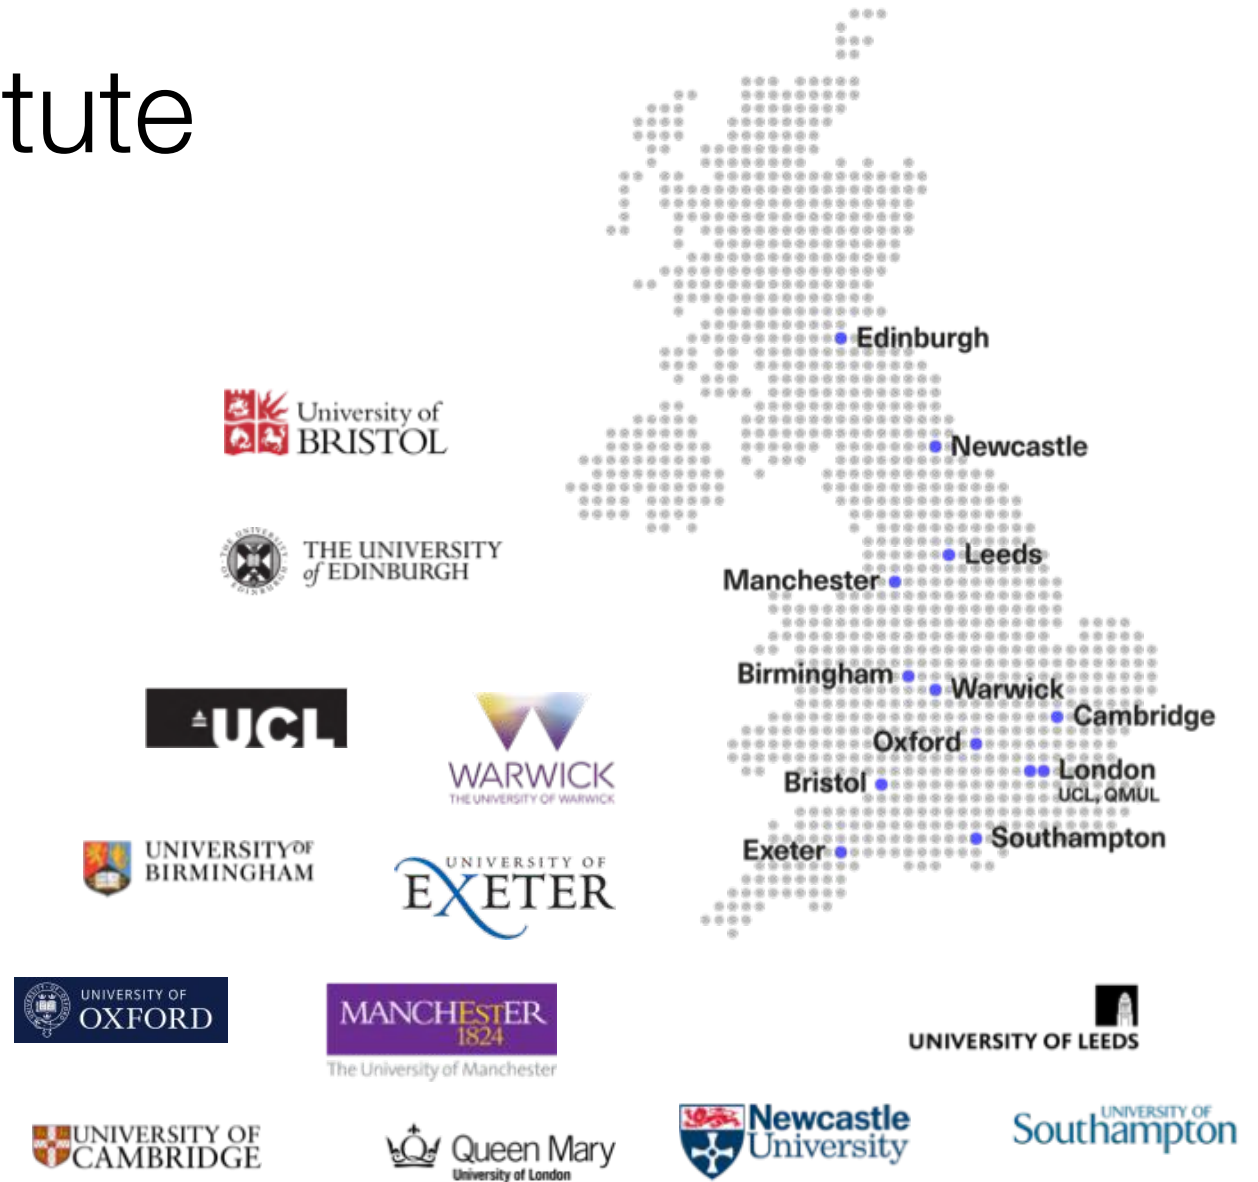 tute
Edinburgh
Newcastle
Leeds
Manchester
Birmingham
Warwick
Cambridge
Oxford
London
UCL, QMUL
Bristol
Southampton
Exeter
University of
BRISTOL
THE UNIVERSITY
of EDINBURGH
UCL
WARWICK
THE UNIVERSITY OF WARWICK
UNIVERSITY OF
BIRMINGHAM
UNIVERSITY OF
EXETER
UNIVERSITY OF
OXFORD
MANCHESTER
1824
The University of Manchester
UNIVERSITY OF LEEDS
UNIVERSITY OF
CAMBRIDGE
Queen Mary
University of London
Newcastle
University
UNIVERSITY OF
Southampton